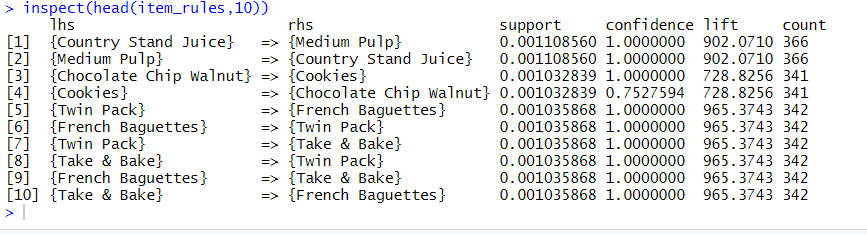 > inspect(head(item_rules,10))
lhs rhs support confidence lift count
[1] {Country Stand Juice} => {Medium Pulp} 0.001108560 1.0000000 902.0710 366
[2] {Medium Pulp} => {Country Stand Juice} 0.001108560 1.0000000 902.0710 366
[3] {Chocolate Chip Walnut} => {Cookies} 0.001032839 1.0000000 728.8256 341
[4] {Cookies} => {Chocolate Chip Walnut} 0.001032839 0.7527594 728.8256 341
[5] {Twin Pack} => {French Baguettes} 0.001035868 1.0000000 965.3743 342
[6] {French Baguettes} => {Twin Pack} 0.001035868 1.0000000 965.3743 342
[7] {Twin Pack} => {Take & Bake} 0.001035868 1.0000000 965.3743 342
[8] {Take & Bake} => {Twin Pack} 0.001035868 1.0000000 965.3743 342
[9] {French Baguettes} => {Take & Bake} 0.001035868 1.0000000 965.3743 342
[10] {Take & Bake} => {French Baguettes} 0.001035868 1.0000000 965.3743 342
>